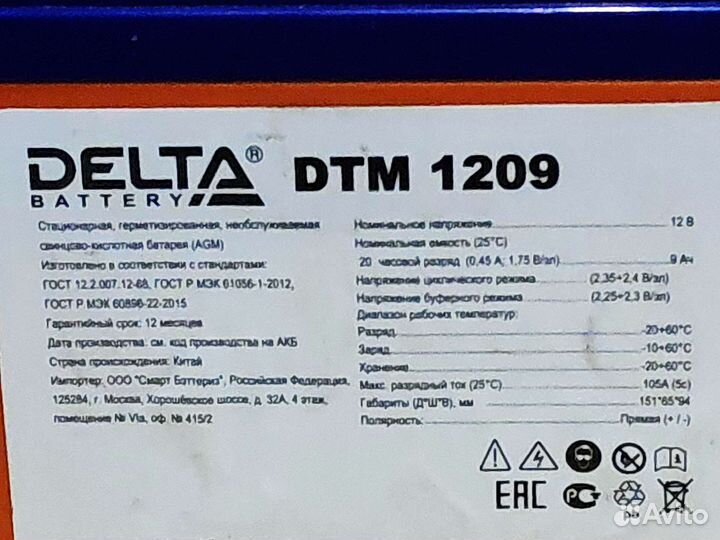 DELTA®
BATTERY
DTM 1209
Стационарная, герметизированная, необслуживаемая
свинцово-кислотная батарея (AGM)
Изготовлено в соответствии с стандартами:
ГОСТ 12.2.007.12-88, ГОСТ Р МЭК 61056-1-2012,
ГОСТ Р МЭК 60896-22-2015
Гарантийный срок: 12 месяцев
Дата производства: см. код производства на АКБ
Страна происхождения: Китай
Импортер: ООО "Смарт Бэттериз", Российская Федерация,
125284, г. Москва, Хорошёвское шоссе, д. 32А, 4 этаж,
помещение № VIa, оф. № 415/2
Номинальное напряжение 12 В
Номинальная емкость (25°С)
20 часовой разряд (0,45 А; 1,75 В/эл) 9 Ач
Напряжение циклического режима (2,35÷2,4 В/эл)
Напряжение буферного режима (2,25÷2,3 В/эл)
Диапазон рабочих температур:
Разряд -20+60°С
Заряд -10+60°С
Хранение -20+60°С
Макс. разрядный ток (25°С) 105А (5с)
Габариты (Д*Ш*В), мм 151*65*94
Полярность: Прямая (+ / -)
EAC
Pb
Avito